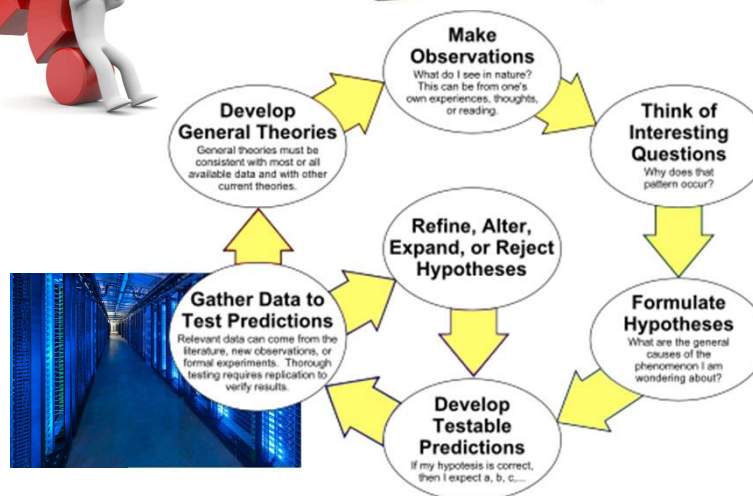 Make
Observations
What do I see in nature?
This can be from one's
own experiences, thoughts,
or reading.
Think of
Interesting
Questions
Why does that
pattern occur?
Formulate
Hypotheses
What are the general
causes of the
phenomenon I am
wondering about?
Develop
Testable
Predictions
If my hypotesis is correct,
then I expect a, b, c,...
Gather Data to
Test Predictions
Relevant data can come from the
literature, new observations, or
formal experiments. Thorough
testing requires replication to
verify results.
Refine, Alter,
Expand, or Reject
Hypotheses
Develop
General Theories
General theories must be
consistent with most or all
available data and with other
current theories.